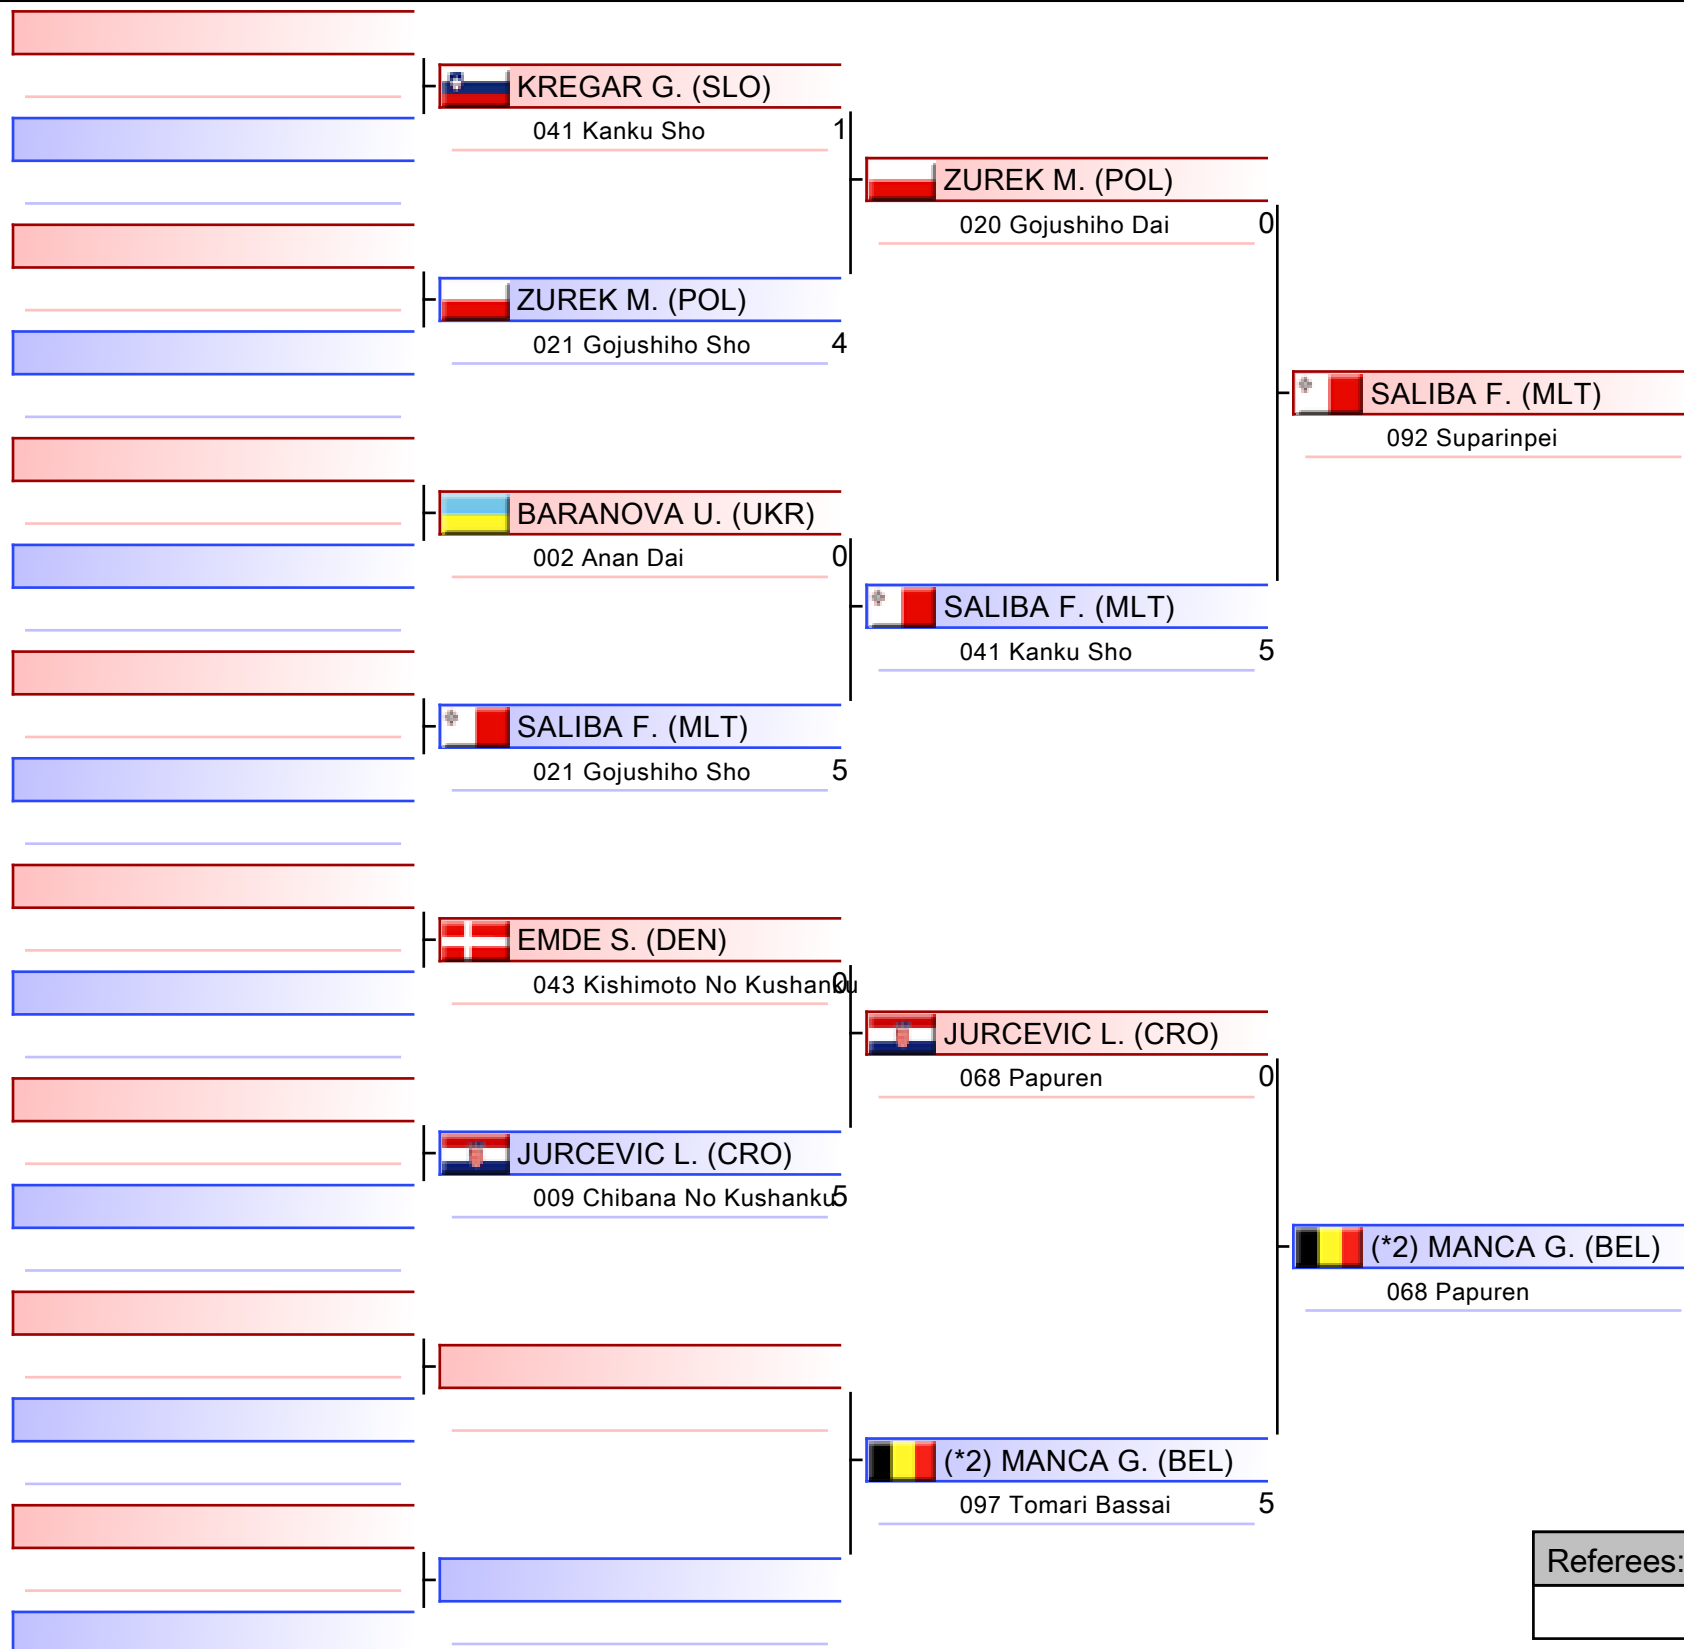 KREGAR G. (SLO)
041 Kanku Sho 1
ZUREK M. (POL)
021 Gojushiho Sho 4
BARANOVA U. (UKR)
002 Anan Dai 0
SALIBA F. (MLT)
021 Gojushiho Sho 5
EMDE S. (DEN)
043 Kishimoto No Kushanku 0
JURCEVIC L. (CRO)
009 Chibana No Kushanku 5
ZUREK M. (POL)
020 Gojushiho Dai 0
SALIBA F. (MLT)
041 Kanku Sho 5
JURCEVIC L. (CRO)
068 Papuren 0
(*2) MANCA G. (BEL)
097 Tomari Bassai 5
SALIBA F. (MLT)
092 Suparinpei
(*2) MANCA G. (BEL)
068 Papuren
Referees: